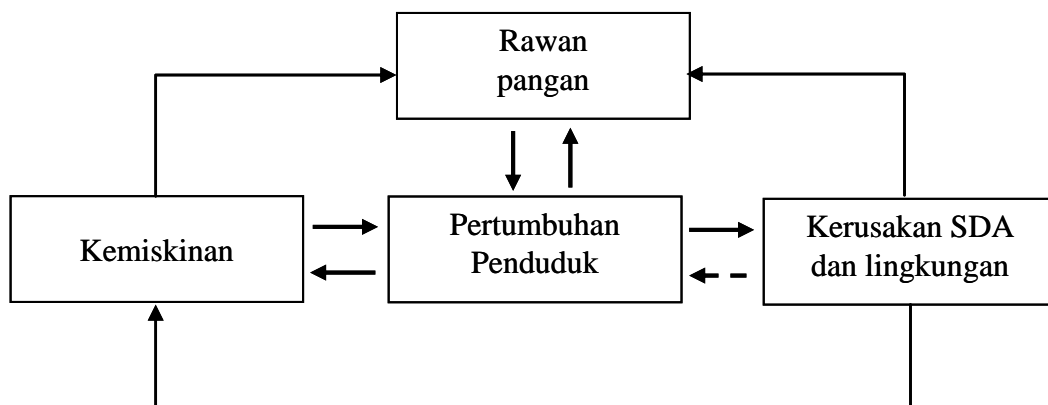 Rawan
pangan
Kemiskinan
Pertumbuhan
Penduduk
Kerusakan SDA
dan lingkungan